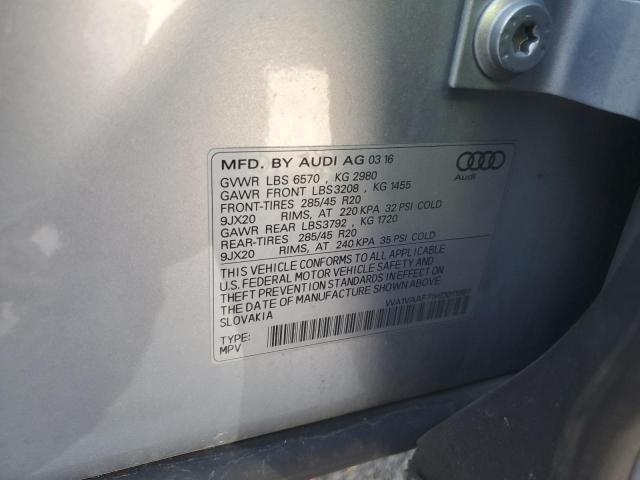 MFD. BY AUDI AG 03 16
GVWR LBS 6570 , KG 2980
GAWR FRONT LBS3208 , KG 1455
FRONT-TIRES 285/45 R20
9JX20 RIMS, AT 220 KPA 32 PSI COLD
GAWR REAR LBS3792 , KG 1720
REAR-TIRES 285/45 R20
9JX20 RIMS, AT 240 KPA 35 PSI COLD
Audi
THIS VEHICLE CONFORMS TO ALL APPLICABLE
U.S. FEDERAL MOTOR VEHICLE SAFETY AND
THEFT PREVENTION STANDARDS IN EFFECT ON
THE DATE OF MANUFACTURE SHOWN ABOVE
SLOVAKIA
TYPE:
MPV